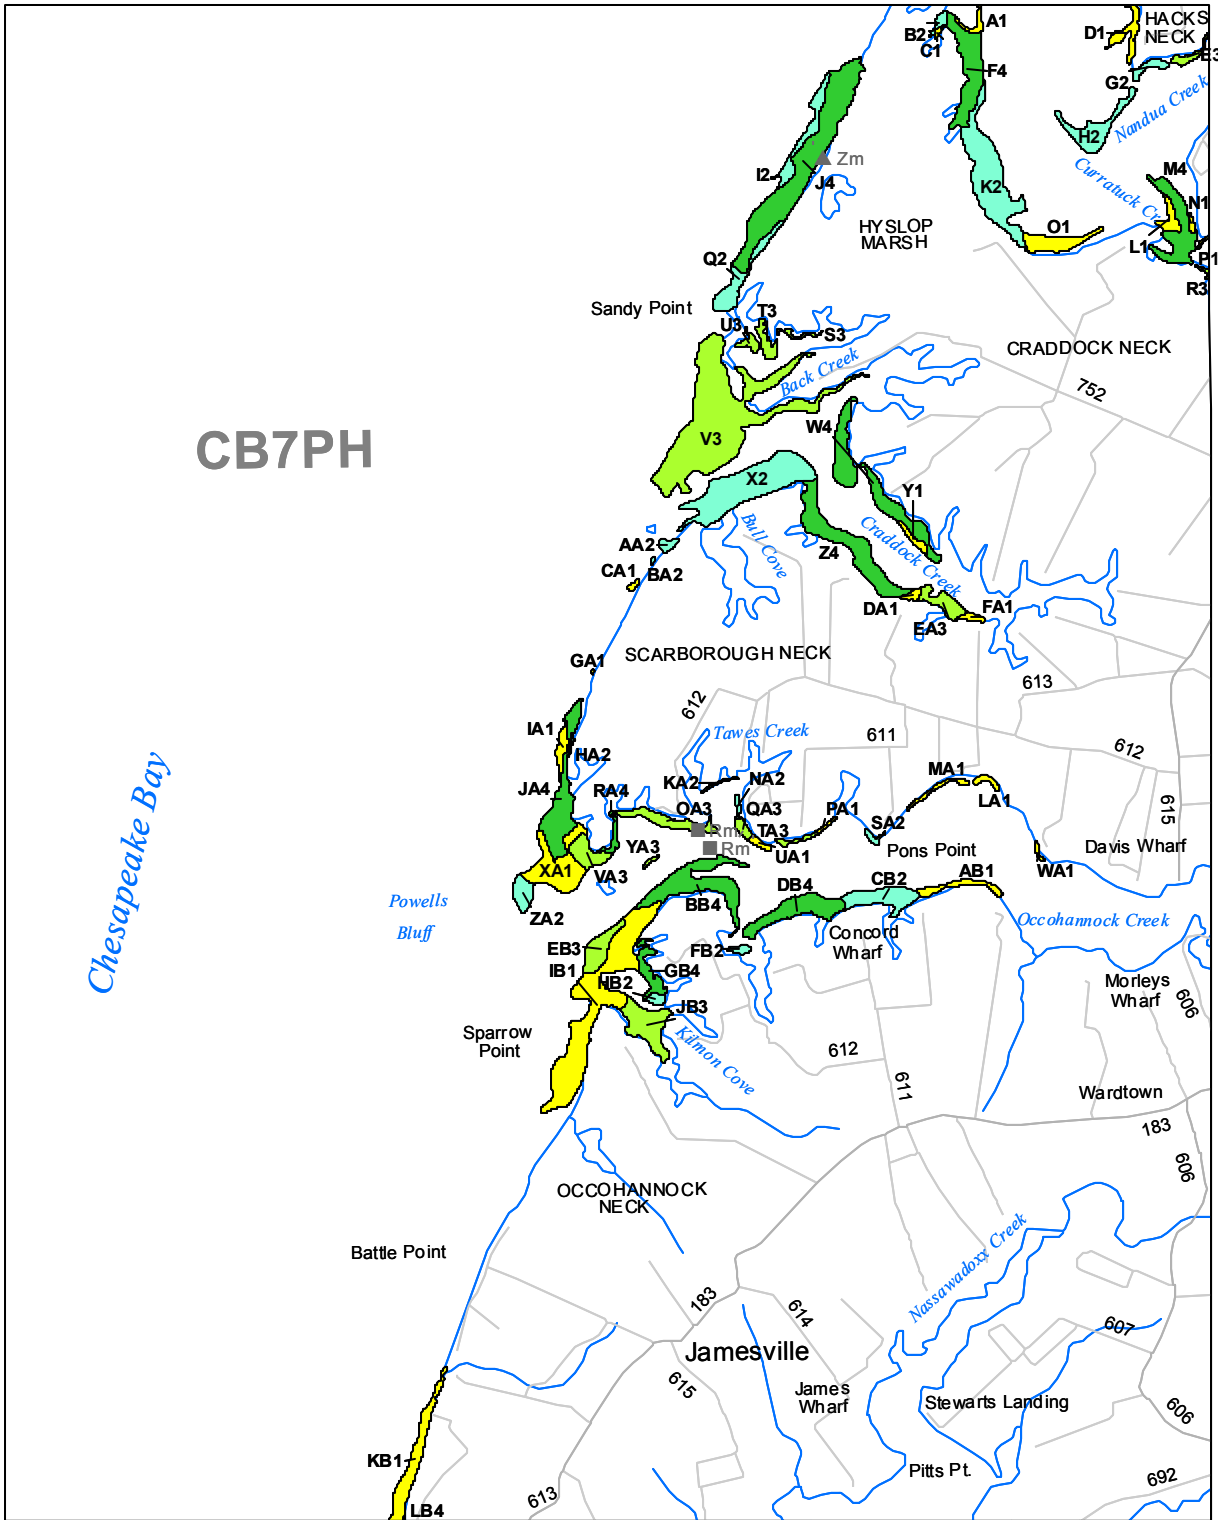 A1
B2
C1
D1
HACKS
NECK
E3
F4
G2
Nandua Creek
H2
Zm
I2
J4
Curratuck Cr
M4
K2
N1
O1
HYSLOP
MARSH
L1
P1
Q2
R3
Sandy Point
T3
U3
S3
CRADDOCK NECK
Back Creek
752
W4
V3
CB7PH
X2
Y1
Bull Cove
Craddock Creek
AA2
Z4
CA1
BA2
DA1
FA1
EA3
GA1
SCARBOROUGH NECK
613
612
IA1
Tawes Creek
611
612
HA2
MA1
KA2
NA2
JA4
RA4
LA1
OA3
QA3
PA1
615
SA2
Rm
TA3
Rm
Pons Point
Davis Wharf
YA3
UA1
XA1
VA3
WA1
AB1
CB2
DB4
Chesapeake Bay
Powells
Bluff
ZA2
BB4
Occohannock Creek
Concord
Wharf
EB3
FB2
IB1
GB4
HB2
Morleys
Wharf
606
JB3
Sparrow
Point
Kilmon Cove
612
611
Wardtown
183
606
OCCOHANNOCK
NECK
Battle Point
Nassawadoxx Creek
183
614
607
Jamesville
615
James
Wharf
Stewarts Landing
606
KB1
Pitts Pt.
692
613
LB4